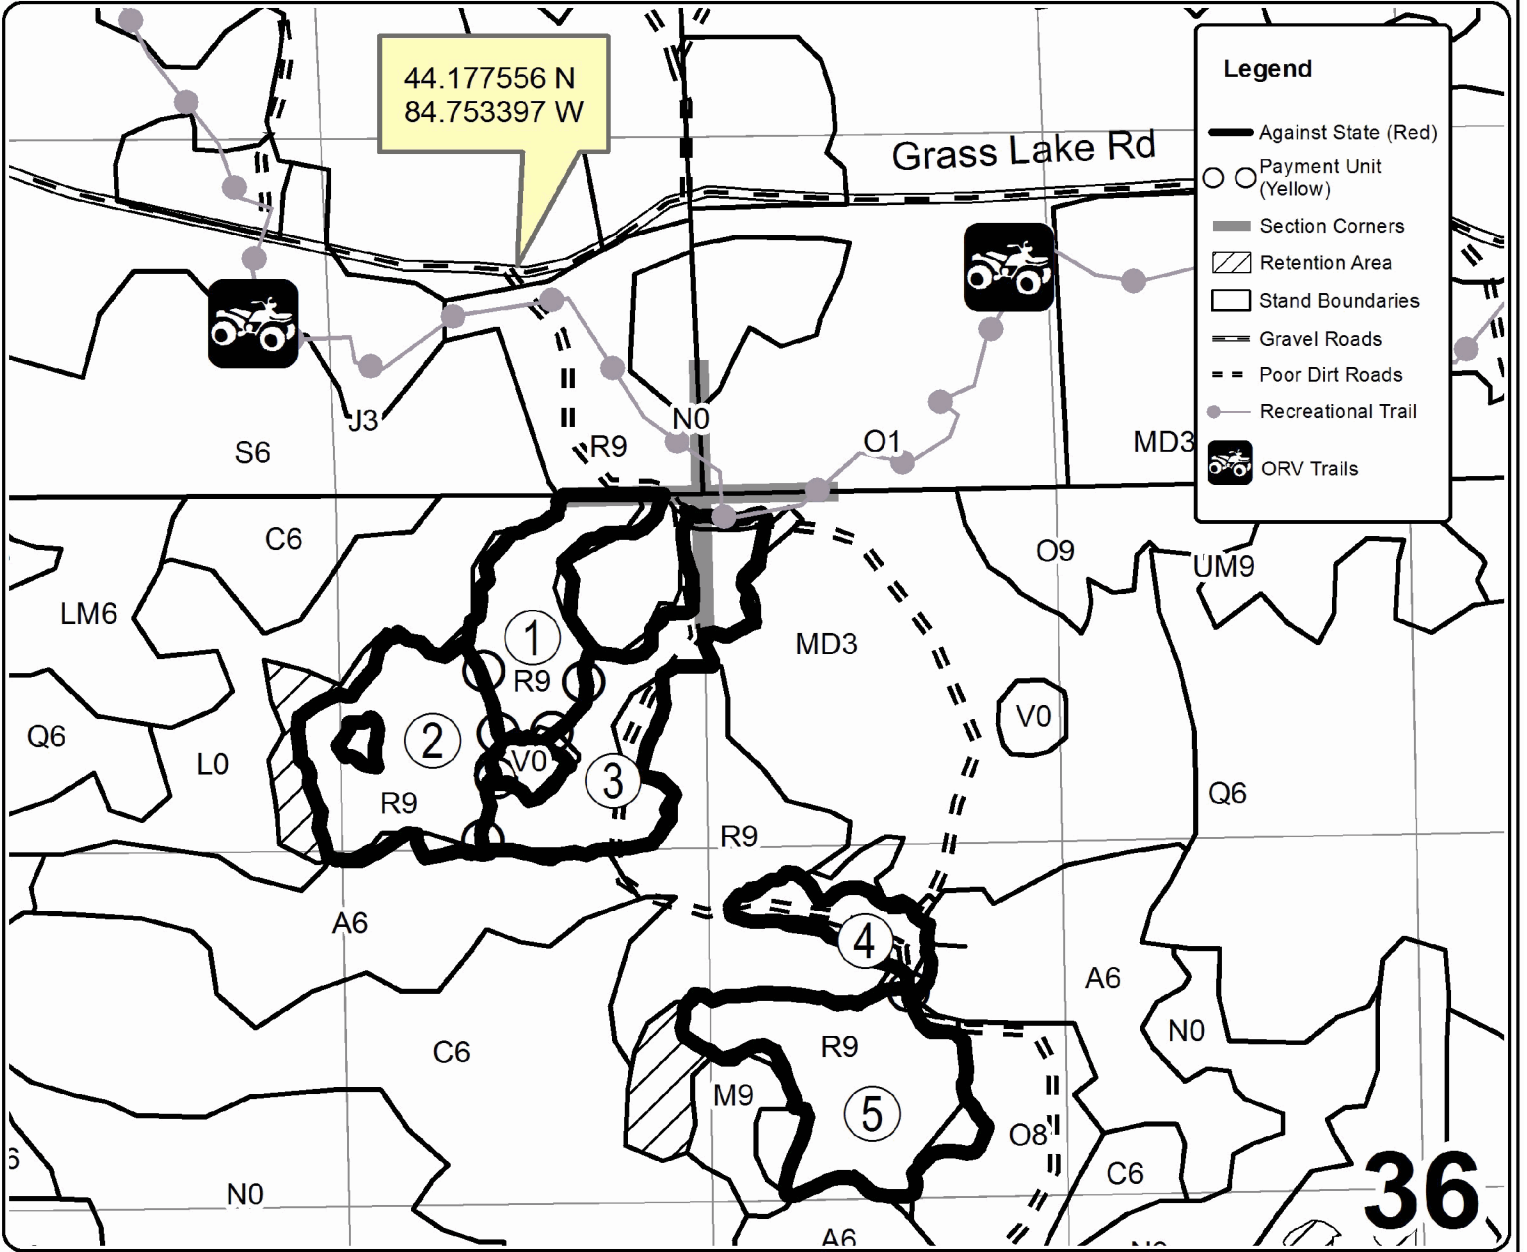 44.177556 N
84.753397 W
Grass Lake Rd
Legend
Against State (Red)
Payment Unit
(Yellow)
Section Corners
Retention Area
Stand Boundaries
Gravel Roads
Poor Dirt Roads
Recreational Trail
ORV Trails
J3
N0
S6
R9
O1
MD3
C6
O9
UM9
LM6
1
MD3
R9
V0
Q6
2
L0
V0
3
Q6
R9
R9
A6
4
A6
N0
C6
R9
M9
5
O8
6
C6
N0
36
A6
N0